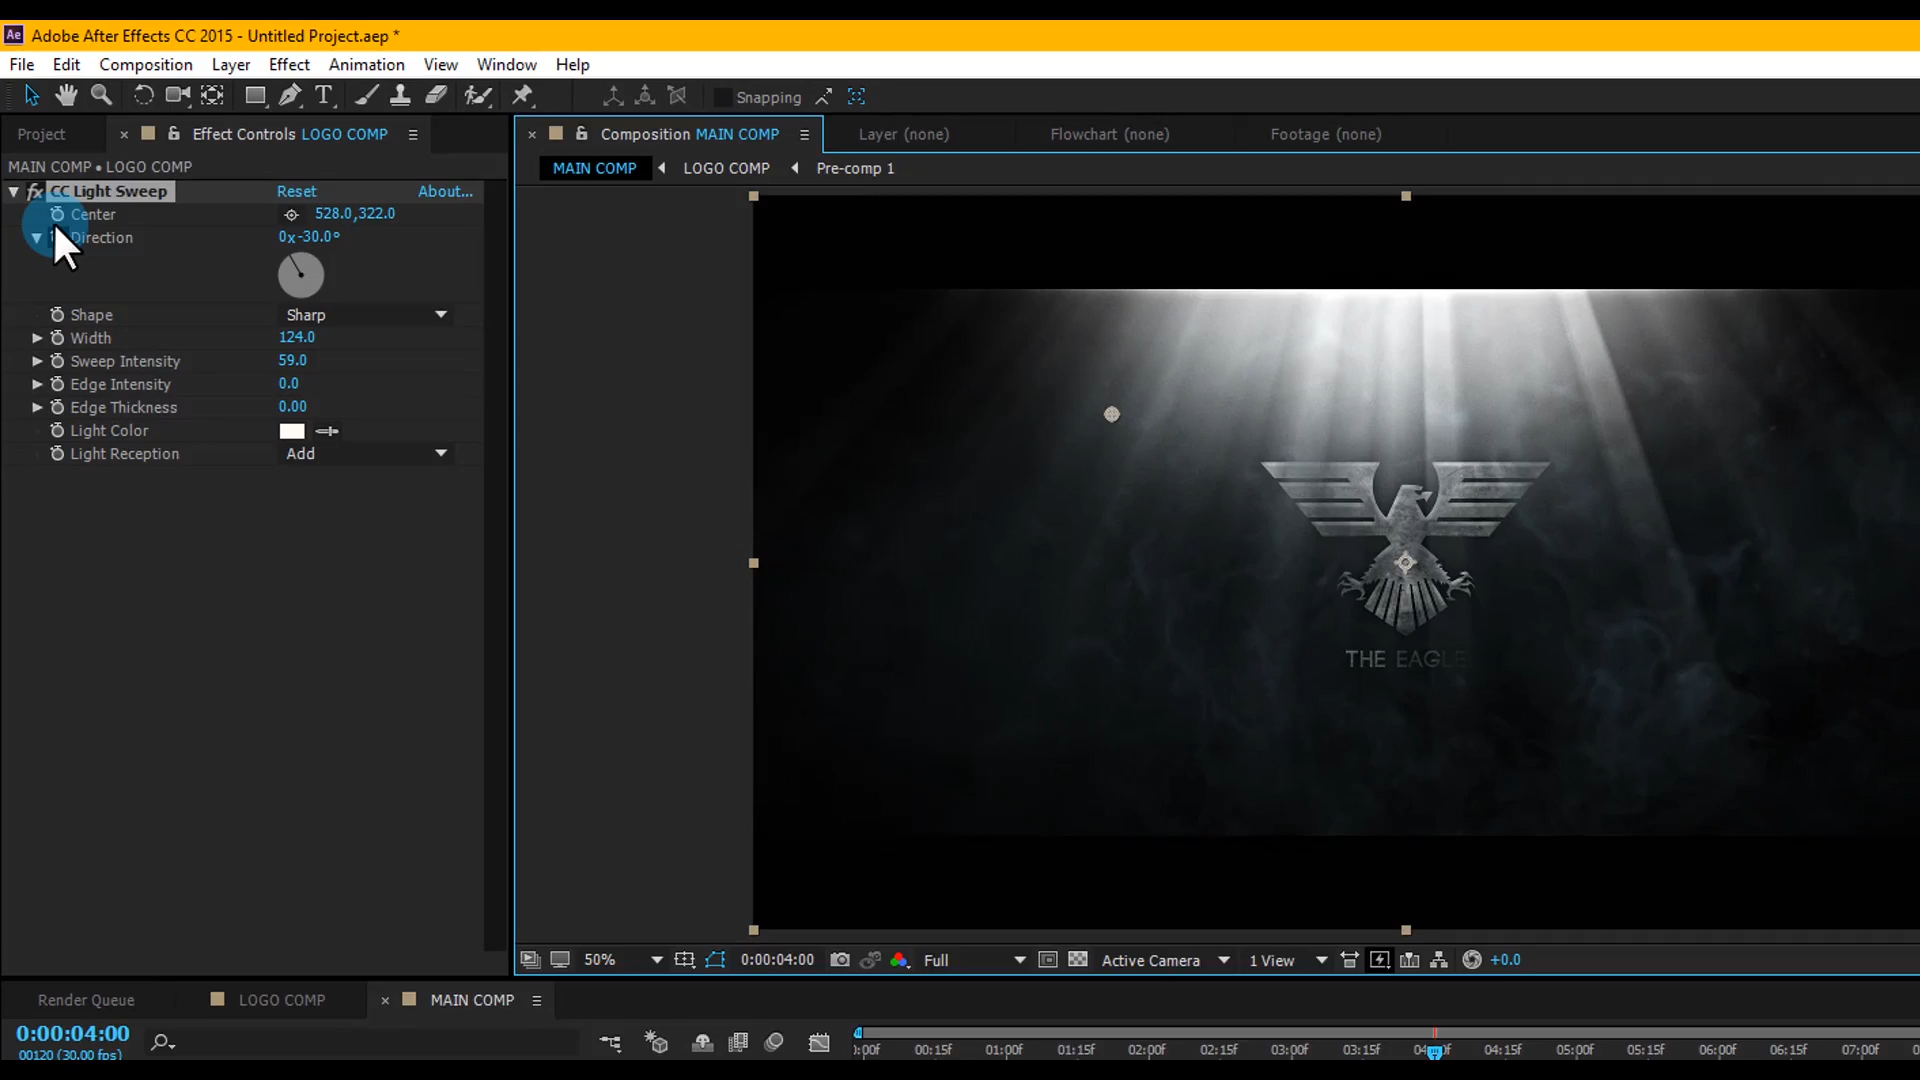 Ae Adobe After Effects CC 2015 - Untitled Project.aep *
File Edit Composition Layer Effect Animation View Window Help
T Snapping
Project × Effect Controls LOGO COMP × Composition MAIN COMP Layer (none) Flowchart (none) Footage (none)
MAIN COMP • LOGO COMP
MAIN COMP LOGO COMP Pre-comp 1
fx CC Light Sweep Reset About...
Center 528.0,322.0
Direction 0x-30.0°
Shape Sharp
Width 124.0
Sweep Intensity 59.0
Edge Intensity 0.0
Edge Thickness 0.00
Light Color
Light Reception Add
THE EAGLE
50% 0:00:04:00 Full Active Camera 1 View +0.0
Render Queue LOGO COMP × MAIN COMP
0:00:04:00
00120 (30.00 fps)
00:15f 01:00f 01:15f 02:00f 02:15f 03:00f 03:15f 04:15f 05:00f 05:15f 06:00f 06:15f 07:00f